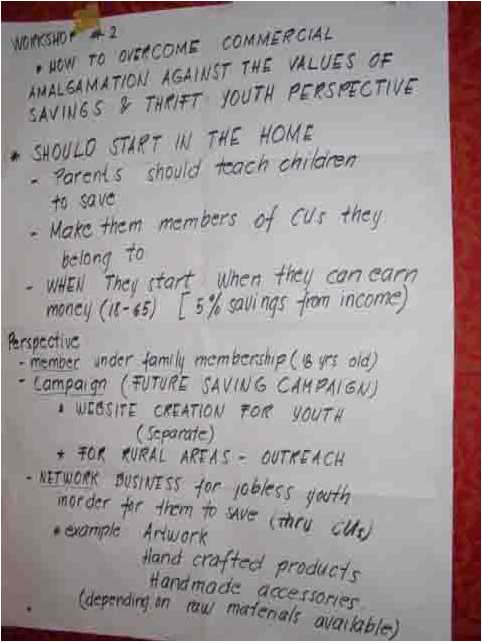 WORKSHOP # 2
• HOW TO OVERCOME COMMERCIAL
AMALGAMATION AGAINST THE VALUES OF
SAVINGS & THRIFT YOUTH PERSPECTIVE
* SHOULD START IN THE HOME
- Parents should teach children
to save
- Make them members of CUs they
belong to
- WHEN They start when they can earn
money (18-65) [5% savings from income)
Perspective
- member under family membership (18 yrs old)
- Campaign (FUTURE SAVING CAMPAIGN)
* WEBSITE CREATION FOR YOUTH
(Separate)
* FOR RURAL AREAS - OUTREACH
- NETWORK BUSINESS for jobless youth
inorder for them to save (thru CUs)
* example Artwork
Hand crafted products
Handmade accessories
(depending on raw materials available)